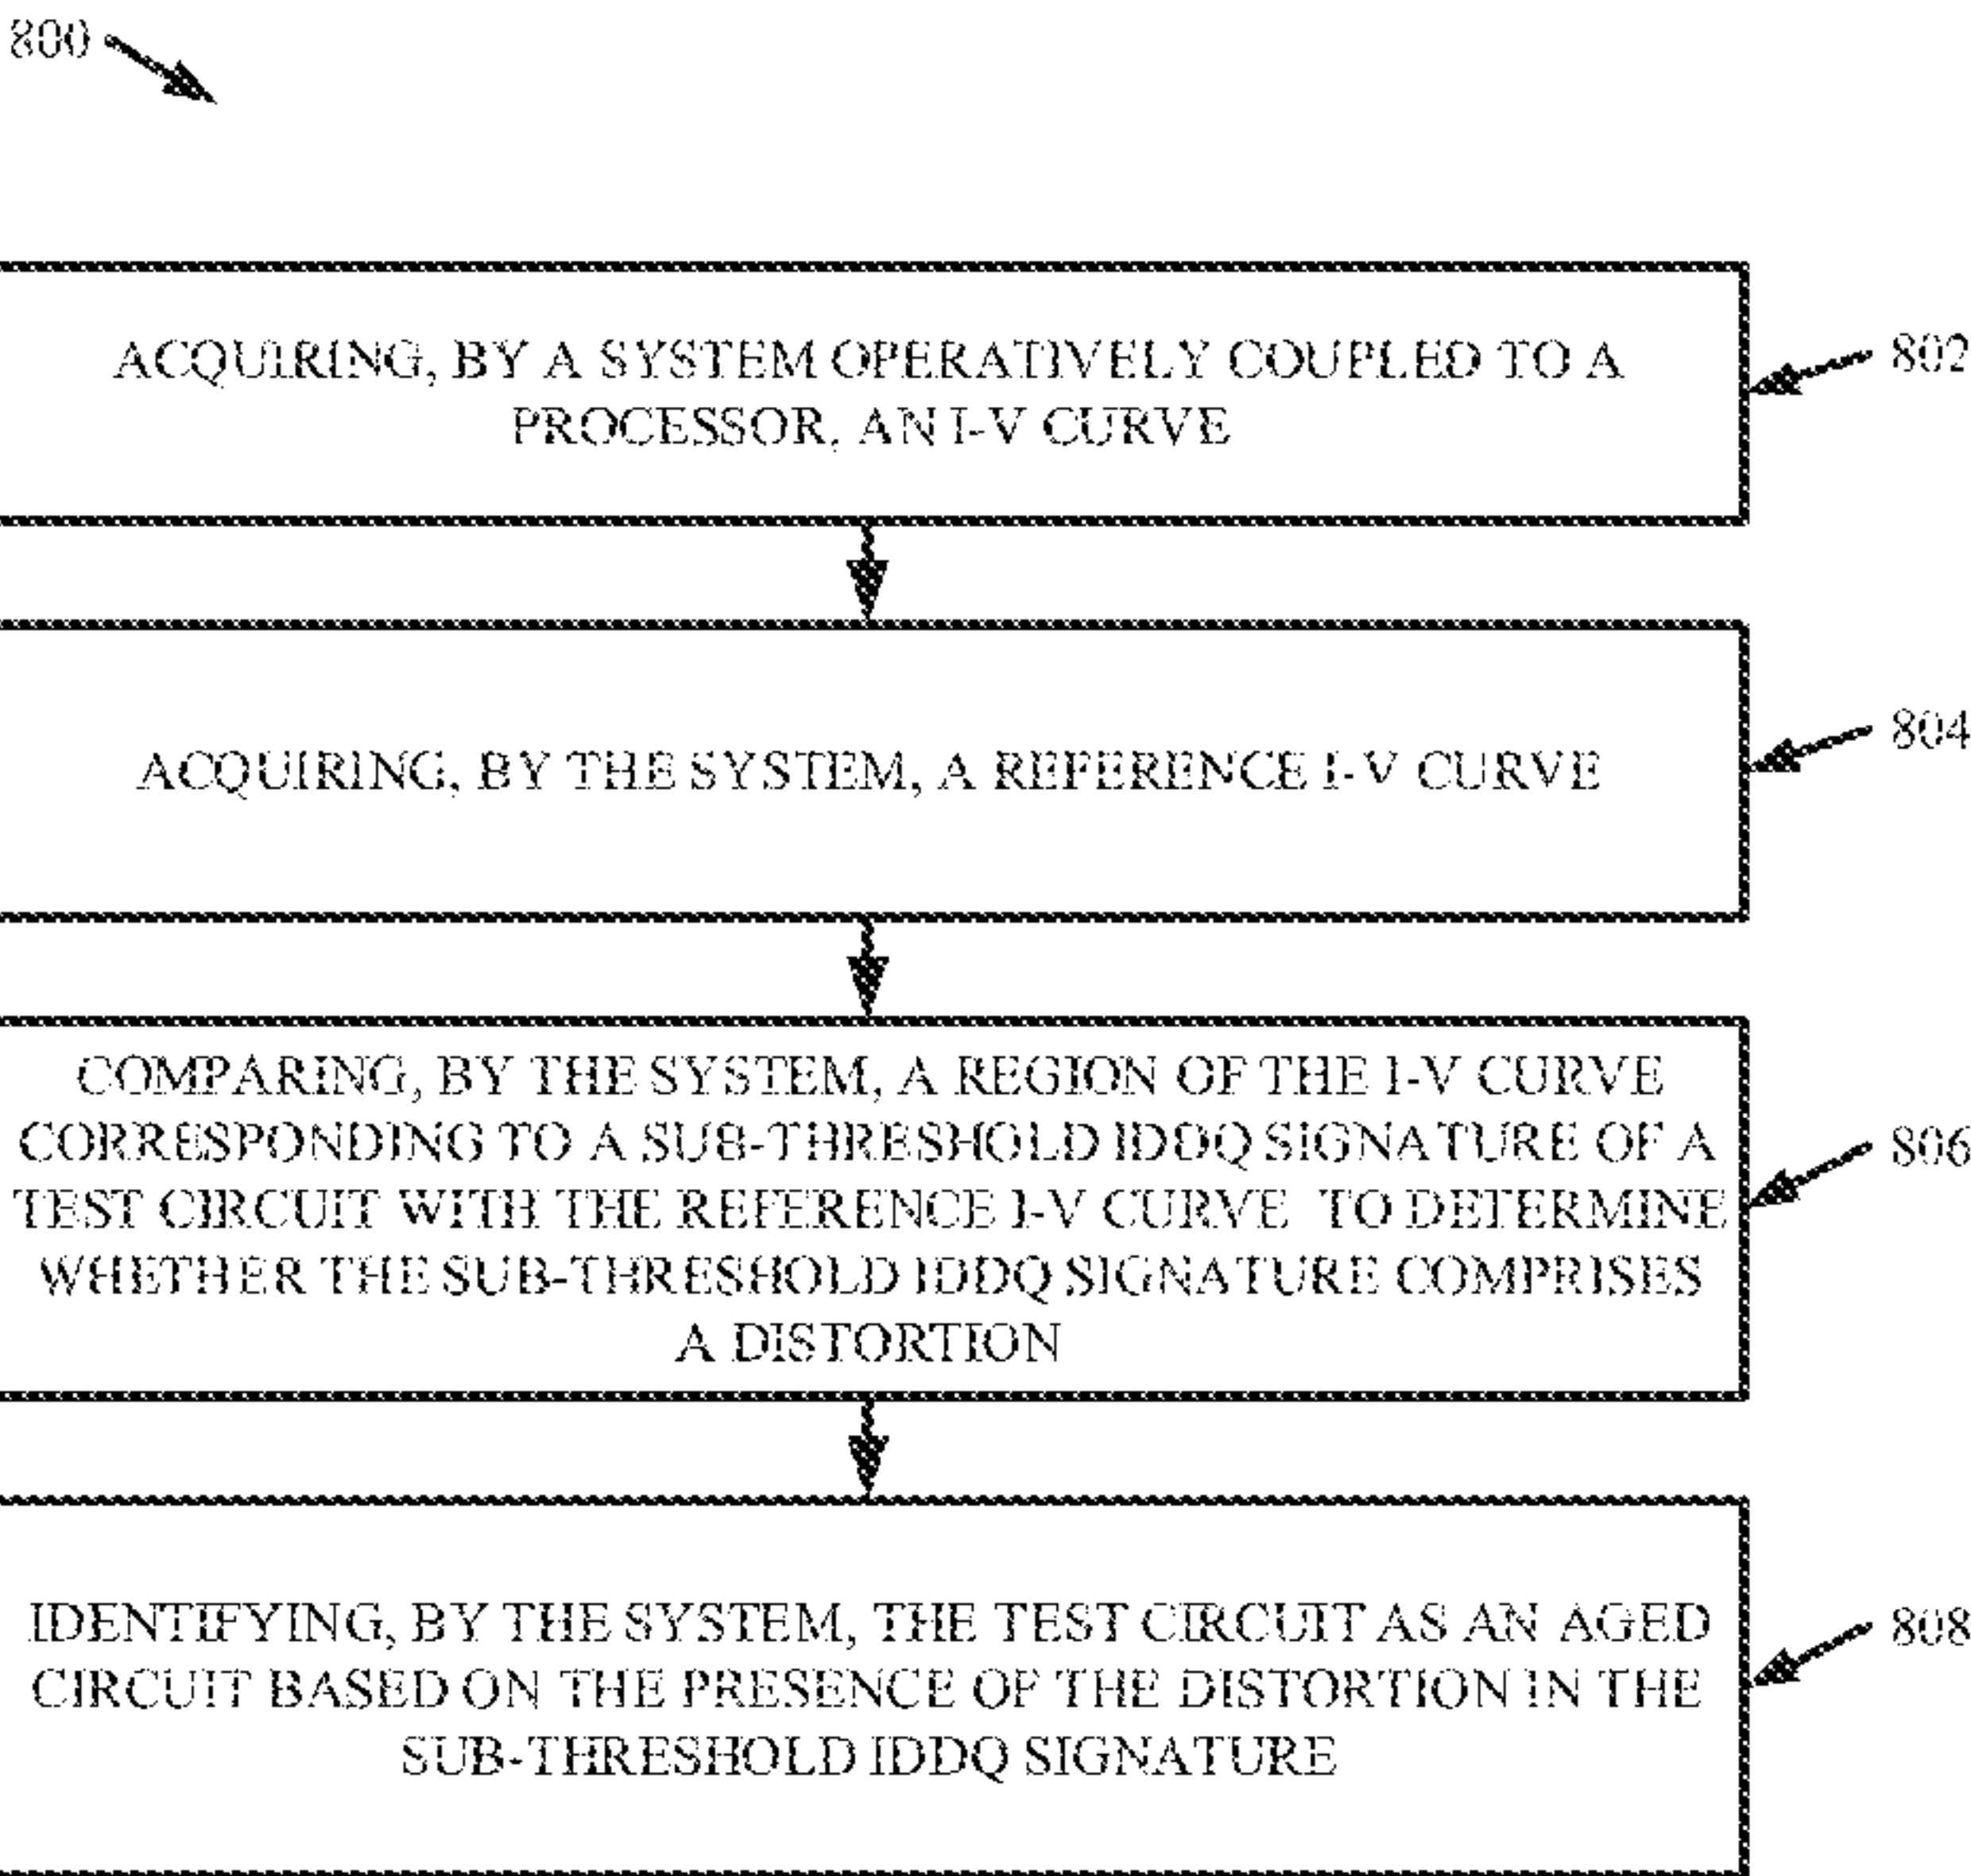 800
ACQUIRING, BY A SYSTEM OPERATIVELY COUPLED TO A
PROCESSOR, AN I-V CURVE
802
ACQUIRING, BY THE SYSTEM, A REFERENCE I-V CURVE
804
COMPARING, BY THE SYSTEM, A REGION OF THE I-V CURVE
CORRESPONDING TO A SUB-THRESHOLD IDDQ SIGNATURE OF A
TEST CIRCUIT WITH THE REFERENCE I-V CURVE TO DETERMINE
WHETHER THE SUB-THRESHOLD IDDQ SIGNATURE COMPRISES
A DISTORTION
806
IDENTIFYING, BY THE SYSTEM, THE TEST CIRCUIT AS AN AGED
CIRCUIT BASED ON THE PRESENCE OF THE DISTORTION IN THE
SUB-THRESHOLD IDDQ SIGNATURE
808